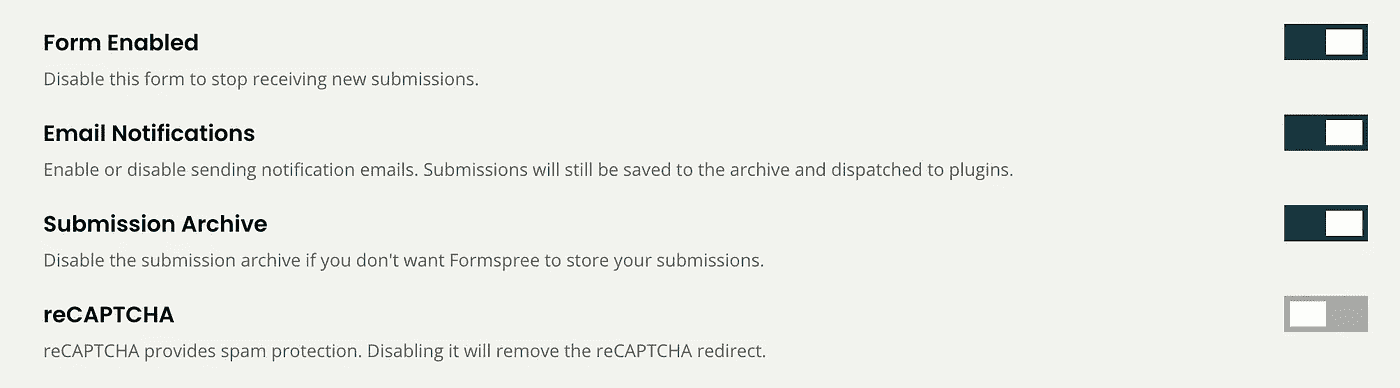 Form Enabled
Disable this form to stop receiving new submissions.
Email Notifications
Enable or disable sending notification emails. Submissions will still be saved to the archive and dispatched to plugins.
Submission Archive
Disable the submission archive if you don't want Formspree to store your submissions.
reCAPTCHA
reCAPTCHA provides spam protection. Disabling it will remove the reCAPTCHA redirect.